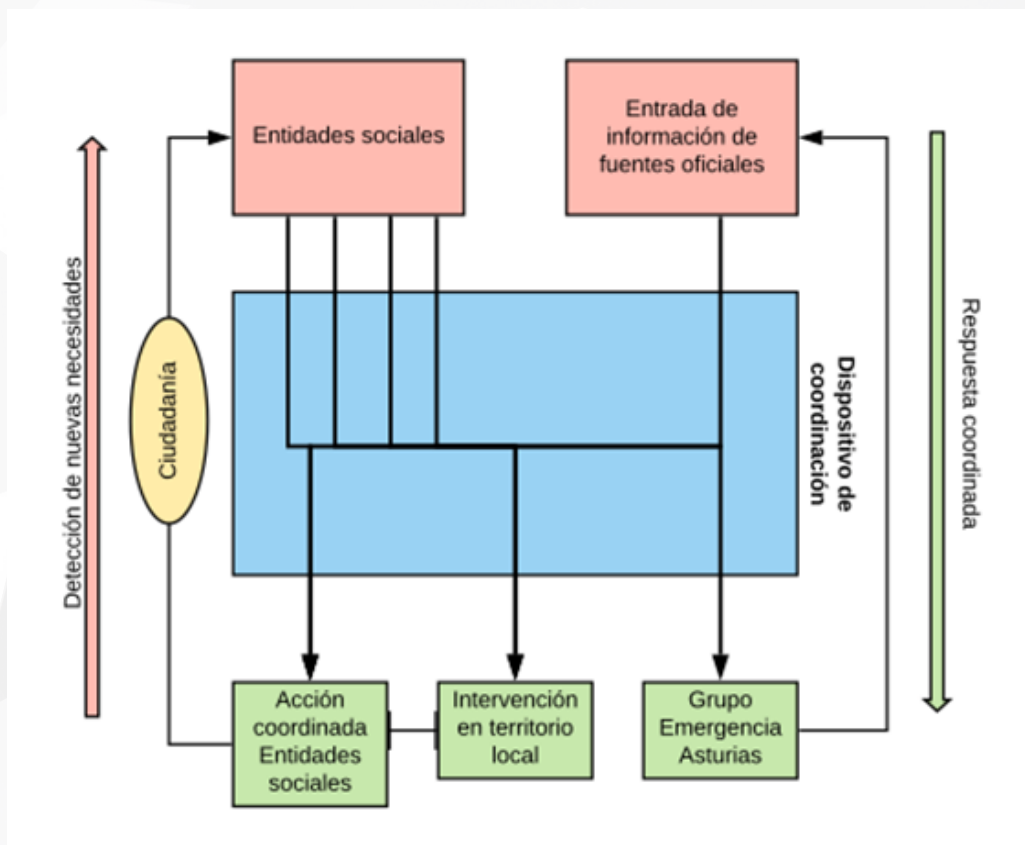 Entidades sociales
Entrada de
información de
fuentes oficiales
Detección de nuevas necesidades
Ciudadanía
Dispositivo de
coordinación
Respuesta coordinada
Acción
coordinada
Entidades
sociales
Intervención
en territorio
local
Grupo
Emergencia
Asturias